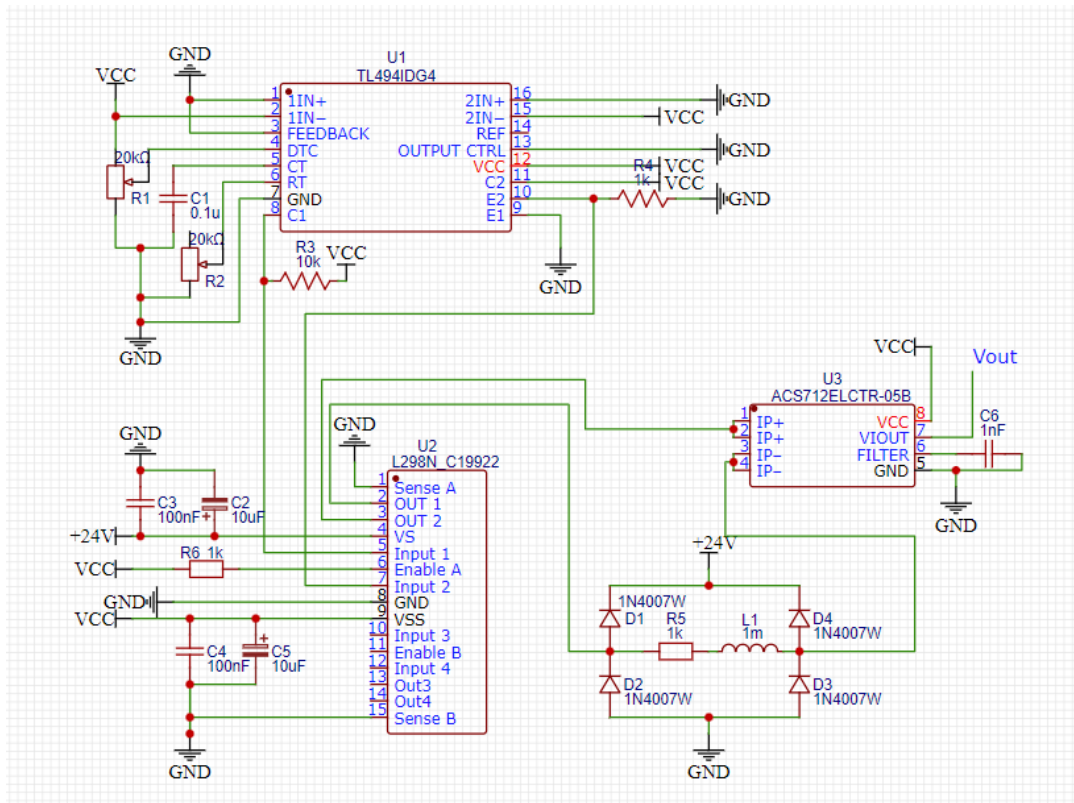 U1
TL494IDG4
GND
VCC
1 1IN+
2 1IN-
3 FEEDBACK
4 DTC
5 CT
6 RT
7 GND
8 C1
2IN+ 16
2IN- 15
REF 14
OUTPUT CTRL 13
VCC 12
C2 11
E2 10
E1 9
GND
VCC
GND
VCC
VCC
R4
1k
GND
20kΩ
R1
C1
0.1u
20kΩ
R2
R3
10k
VCC
GND
GND
VCC
Vout
U3
ACS712ELCTR-05B
1 IP+
2 IP+
3 IP-
4 IP-
VCC 8
VIOUT 7
FILTER 6
GND 5
C6
1nF
GND
GND
GND
U2
L298N_C19922
1 Sense A
2 OUT 1
3 OUT 2
4 VS
5 Input 1
6 Enable A
7 Input 2
8 GND
9 VSS
10 Input 3
11 Enable B
12 Input 4
13 Out3
14 Out4
15 Sense B
C3
100nF
C2
10uF
+
+24V
R6 1k
VCC
GND
VCC
C4
100nF
+
C5
10uF
GND
+24V
1N4007W
D1
R5
1k
L1
1m
D4
1N4007W
D2
1N4007W
D3
1N4007W
GND